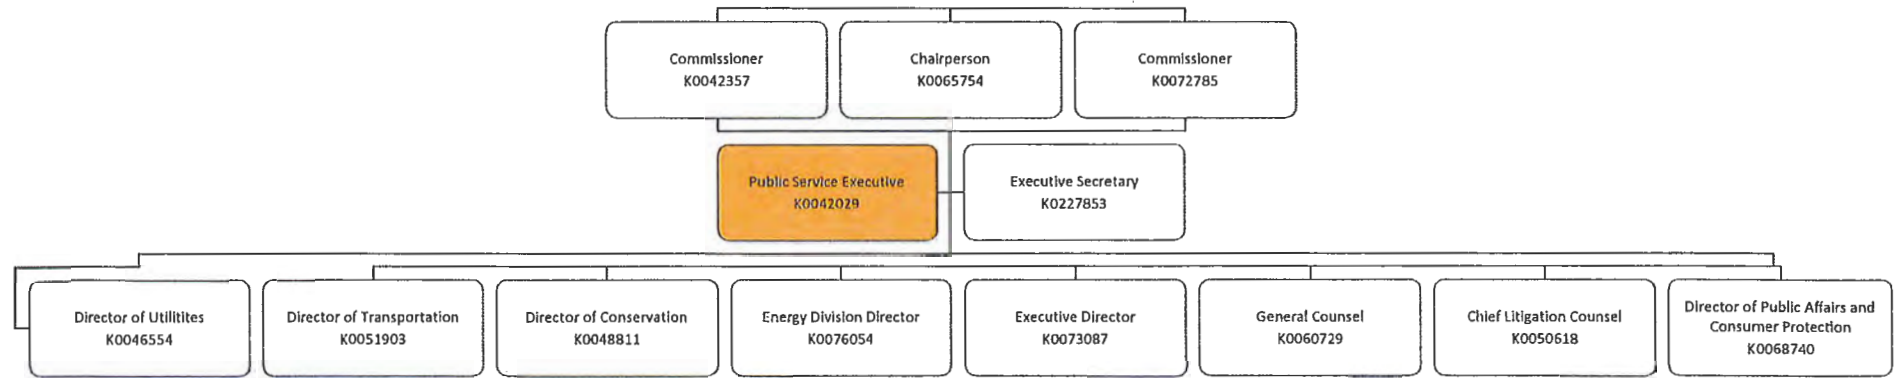 Commissioner
K0042357
Chairperson
K0065754
Commissioner
K0072785
Public Service Executive
K0042029
Executive Secretary
K0227853
Director of Utilitites
K0046554
Director of Transportation
K0051903
Director of Conservation
K0048811
Energy Division Director
K0076054
Executive Director
K0073087
General Counsel
K0060729
Chief Litigation Counsel
K0050618
Director of Public Affairs and
Consumer Protection
K0068740